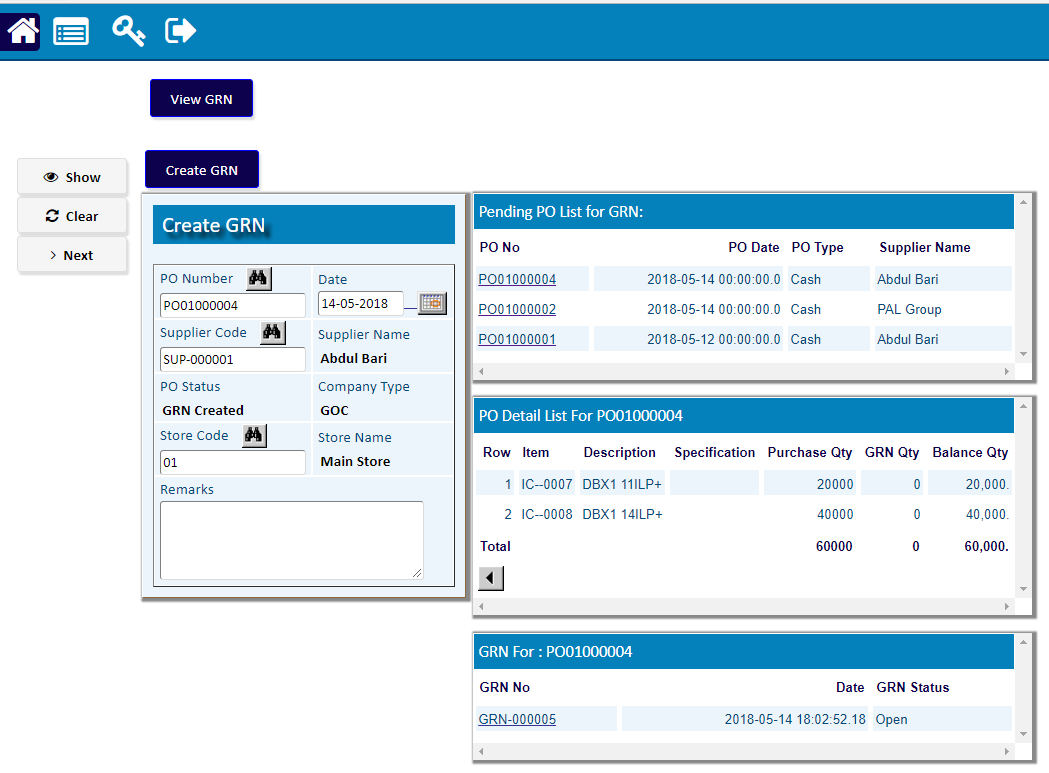 View GRN
Show
Clear
Next
Create GRN
Create GRN
PO Number
Date
PO01000004
14-05-2018
Supplier Code
Supplier Name
SUP-000001
Abdul Bari
PO Status
Company Type
GRN Created
GOC
Store Code
Store Name
01
Main Store
Remarks
Pending PO List for GRN:
PO No PO Date PO Type Supplier Name
PO01000004 2018-05-14 00:00:00.0 Cash Abdul Bari
PO01000002 2018-05-14 00:00:00.0 Cash PAL Group
PO01000001 2018-05-12 00:00:00.0 Cash Abdul Bari
PO Detail List For PO01000004
Row Item Description Specification Purchase Qty GRN Qty Balance Qty
1 IC--0007 DBX1 11ILP+ 20000 0 20,000.
2 IC--0008 DBX1 14ILP+ 40000 0 40,000.
Total 60000 0 60,000.
GRN For : PO01000004
GRN No Date GRN Status
GRN-000005 2018-05-14 18:02:52.18 Open